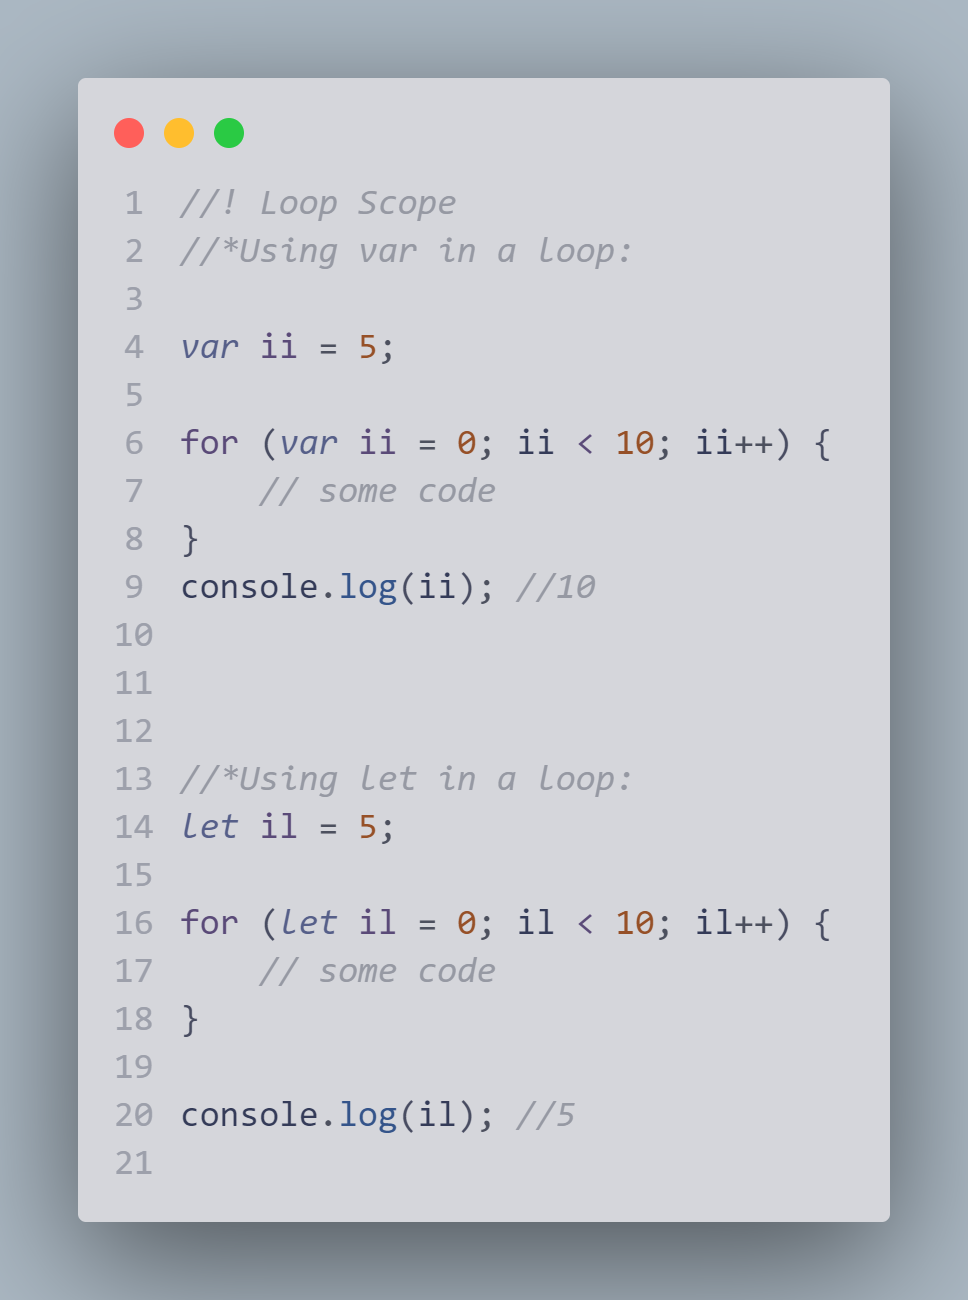 1 //! Loop Scope
2 //*Using var in a loop:
3
4 var ii = 5;
5
6 for (var ii = 0; ii < 10; ii++) {
7     // some code
8 }
9 console.log(ii); //10
10
11
12
13 //*Using let in a loop:
14 let il = 5;
15
16 for (let il = 0; il < 10; il++) {
17     // some code
18 }
19
20 console.log(il); //5
21